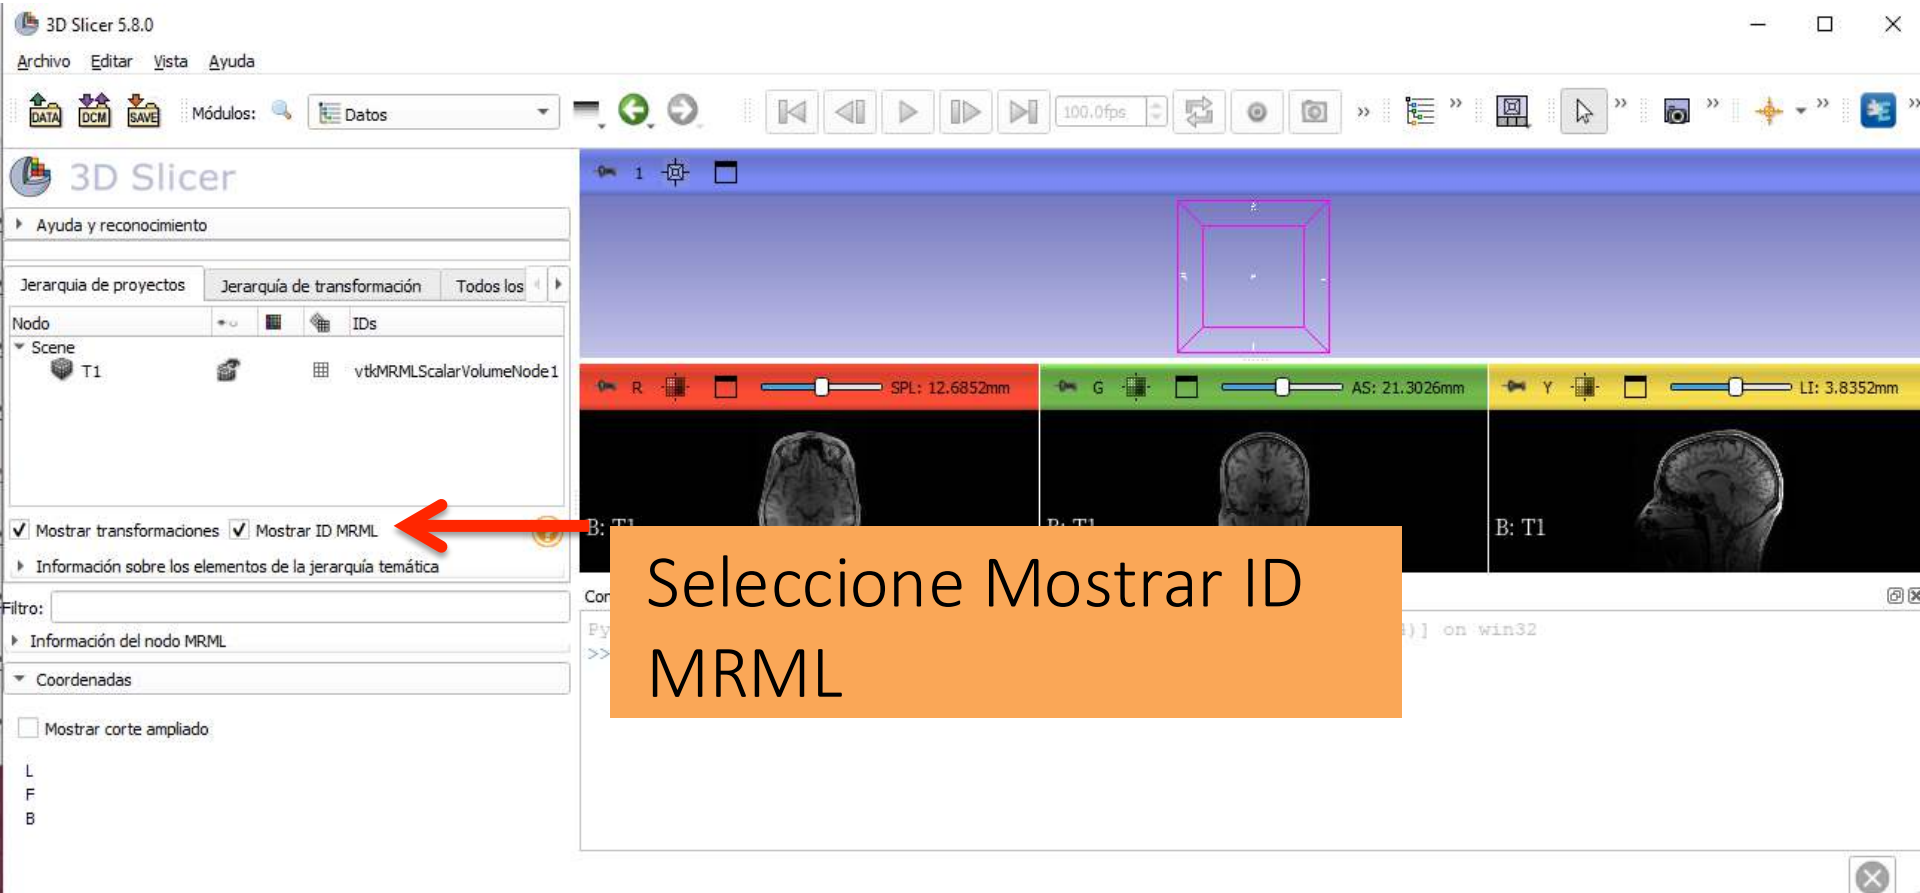 3D Slicer 5.8.0
Archivo Editar Vista Ayuda
DATA DCM SAVE Módulos: Datos 100.0fps
3D Slicer
1
Ayuda y reconocimiento
Jerarquia de proyectos Jerarquía de transformación Todos los
Nodo IDs
Scene
T1 vtkMRMLScalarVolumeNode1
R SPL: 12.6852mm G AS: 21.3026mm Y LI: 3.8352mm
B: T1 B: T1 B: T1
Mostrar transformaciones Mostrar ID MRML
Información sobre los elementos de la jerarquía temática
Seleccione Mostrar ID
MRML
Filtro:
on win32
>>
Información del nodo MRML
Coordenadas
Mostrar corte ampliado
L
F
B